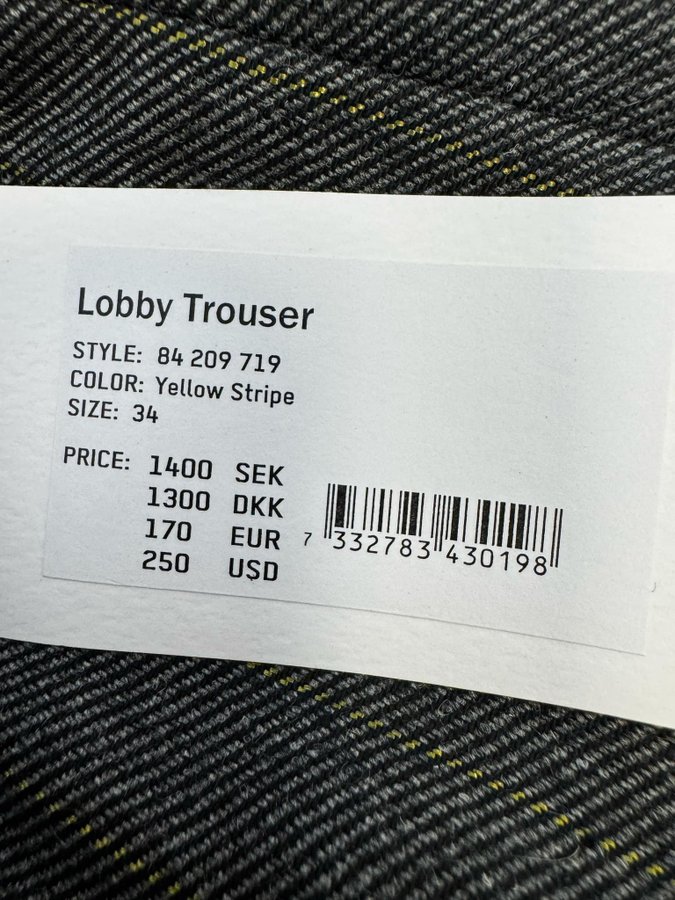 Lobby Trouser
STYLE: 84 209 719
COLOR: Yellow Stripe
SIZE: 34
PRICE: 1400 SEK
1300 DKK
170 EUR
250 USD
7 332783 430198